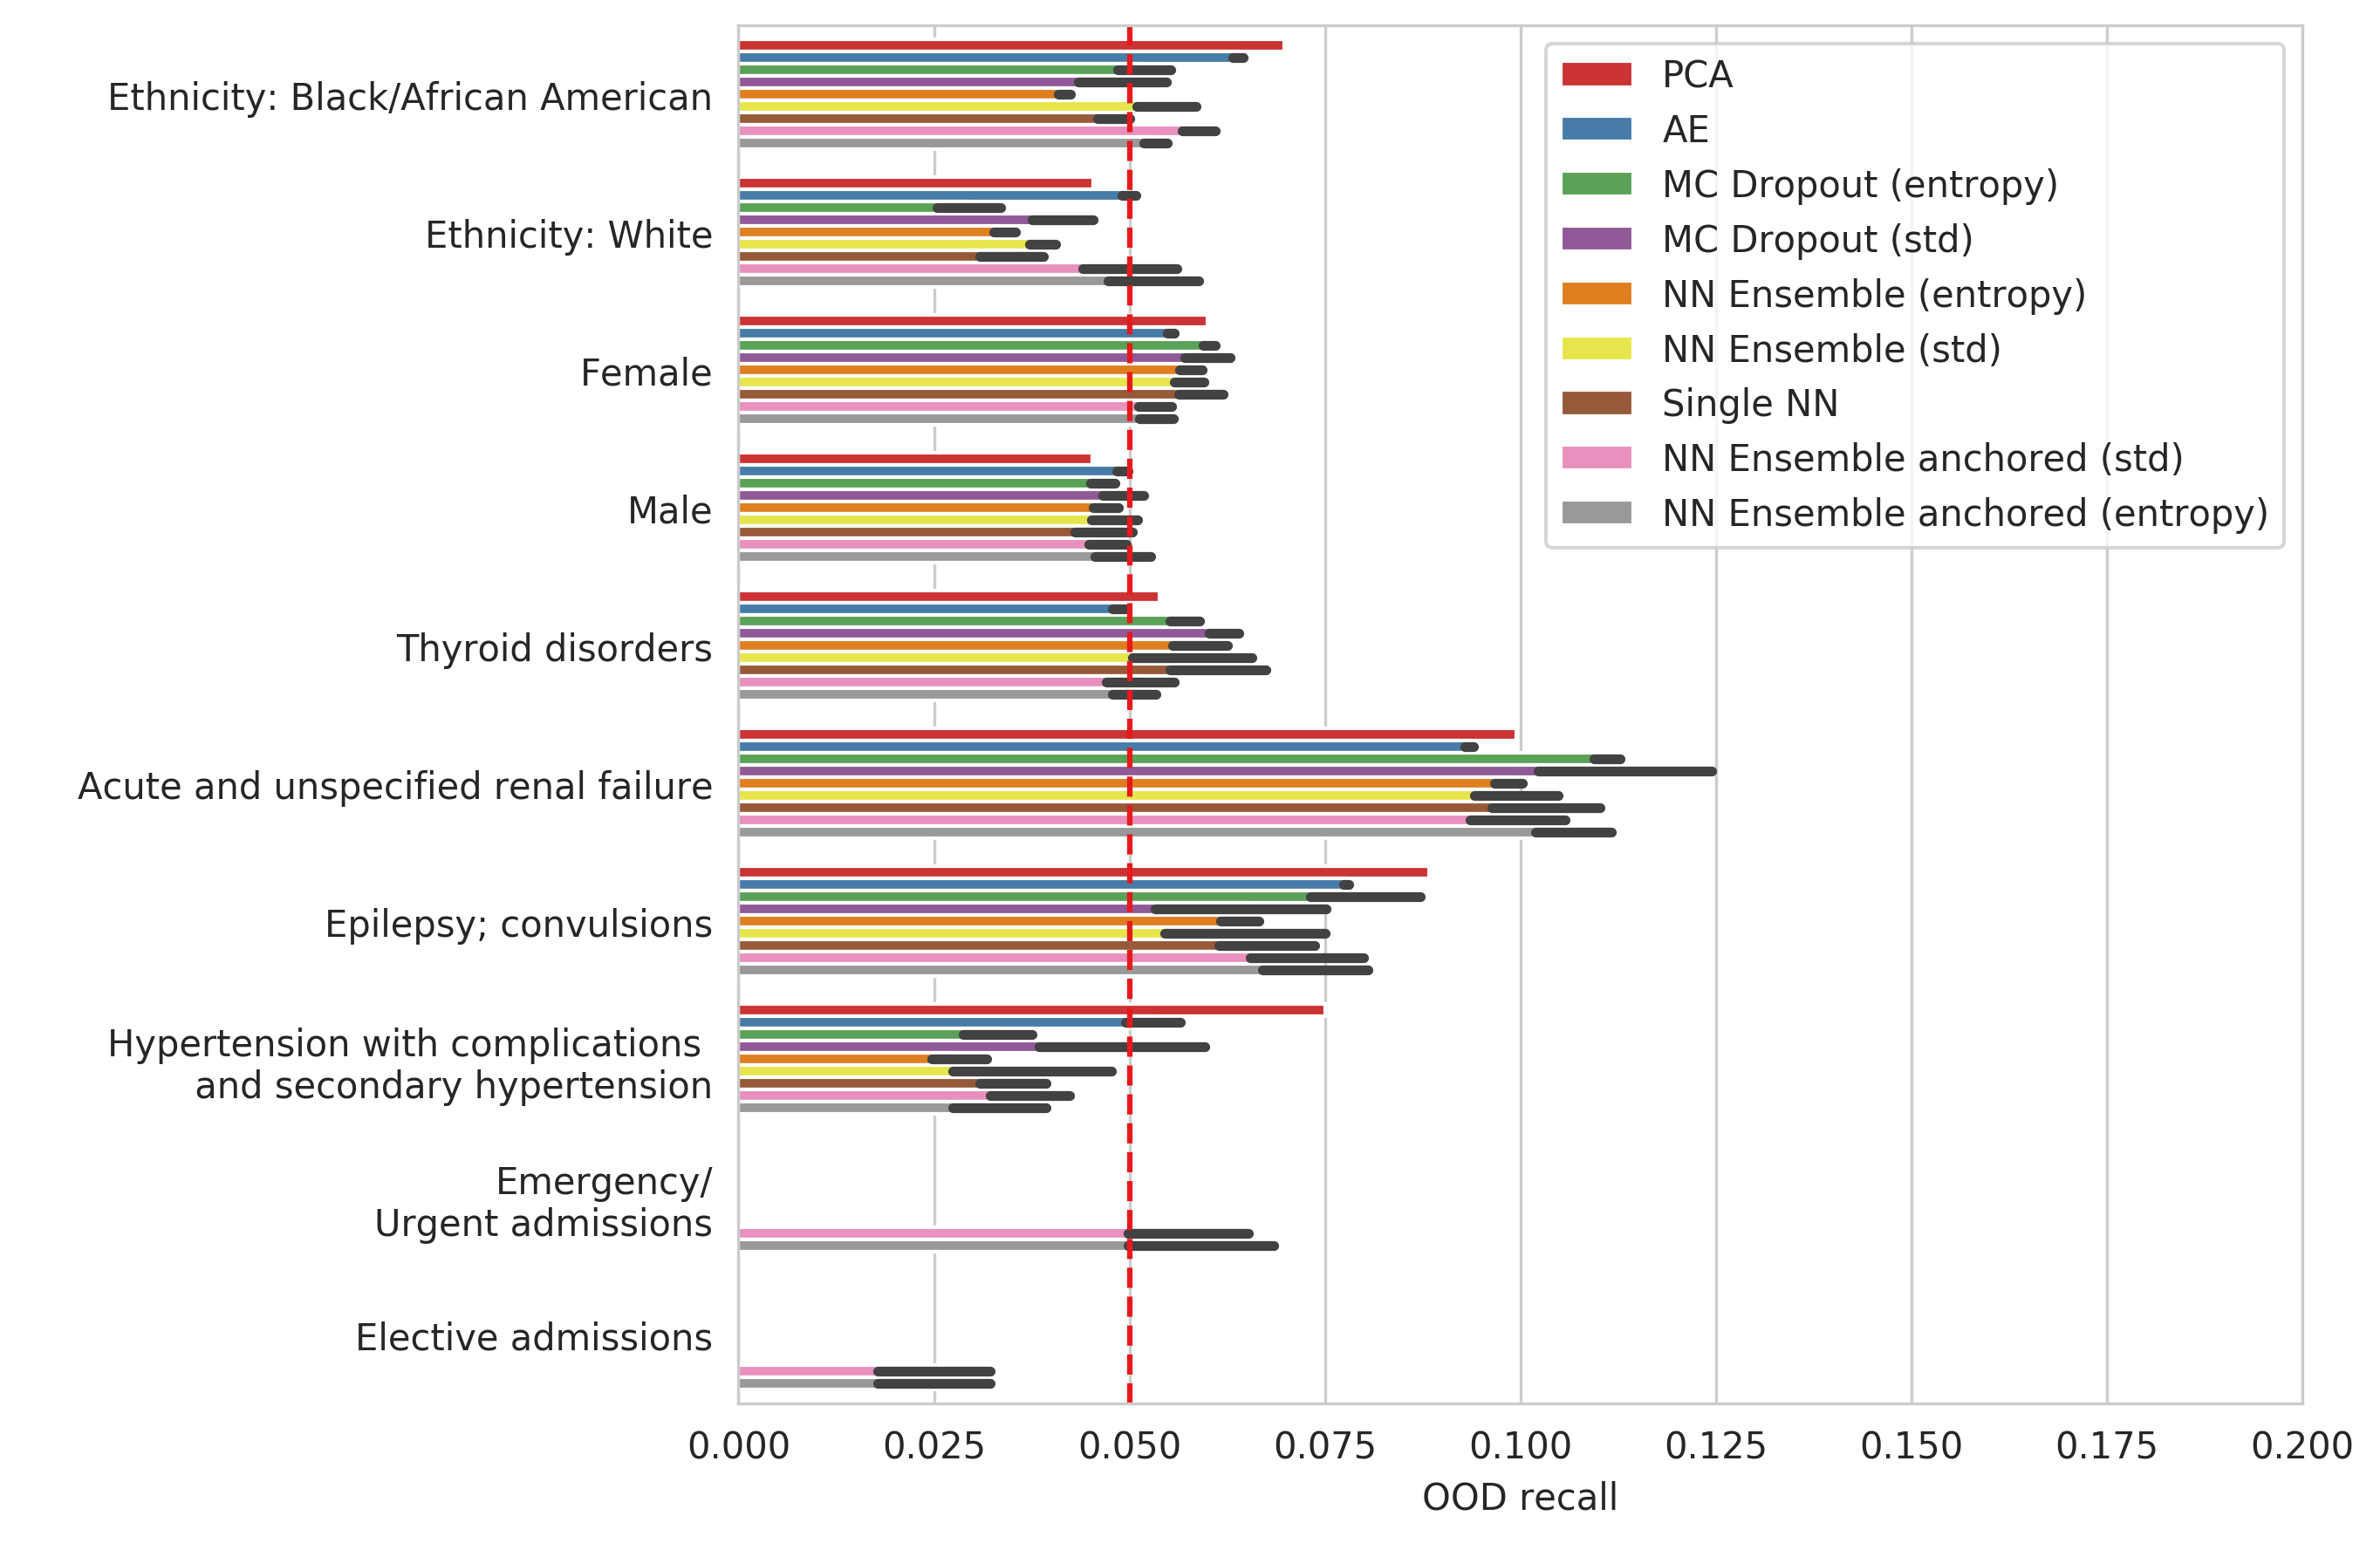 Ethnicity: Black/African American
Ethnicity: White
Female
Male
Thyroid disorders
Acute and unspecified renal failure
Epilepsy; convulsions
Hypertension with complications
and secondary hypertension
Emergency/
Urgent admissions
Elective admissions
PCA
AE
MC Dropout (entropy)
MC Dropout (std)
NN Ensemble (entropy)
NN Ensemble (std)
Single NN
NN Ensemble anchored (std)
NN Ensemble anchored (entropy)
0.000 0.025 0.050 0.075 0.100 0.125 0.150 0.175 0.200
OOD recall